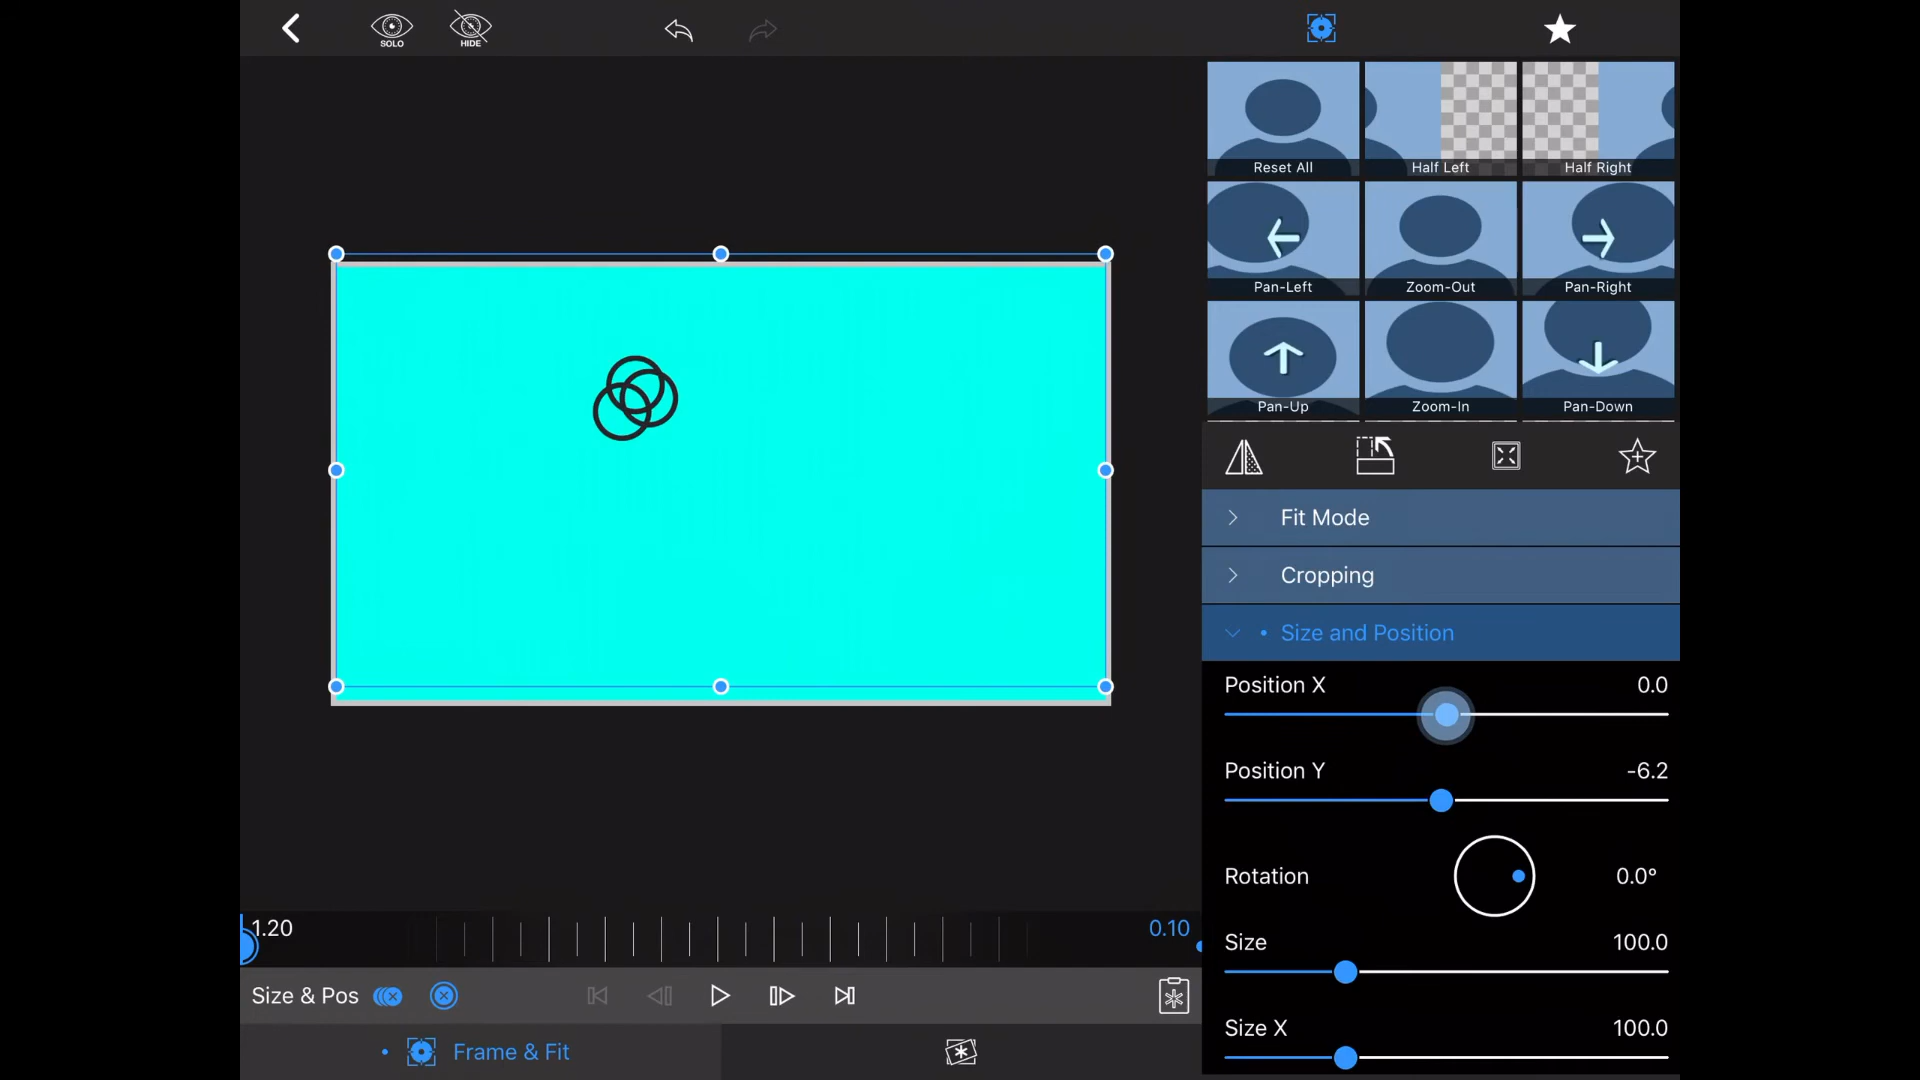 SOLO
HIDE
Reset All
Half Left
Half Right
Pan-Left
Zoom-Out
Pan-Right
Pan-Up
Zoom-In
Pan-Down
Fit Mode
Cropping
Size and Position
Position X 0.0
Position Y -6.2
Rotation 0.0°
Size 100.0
Size X 100.0
1.20
0.10
Size & Pos
Frame & Fit